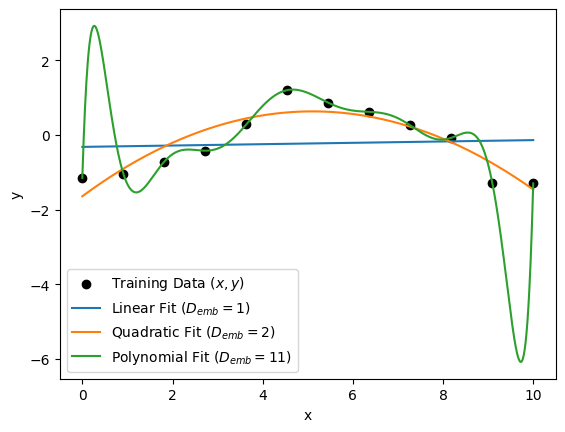 2
0
−2
−4
−6
y
Training Data (x, y)
Linear Fit (D_emb = 1)
Quadratic Fit (D_emb = 2)
Polynomial Fit (D_emb = 11)
0 2 4 6 8 10
x